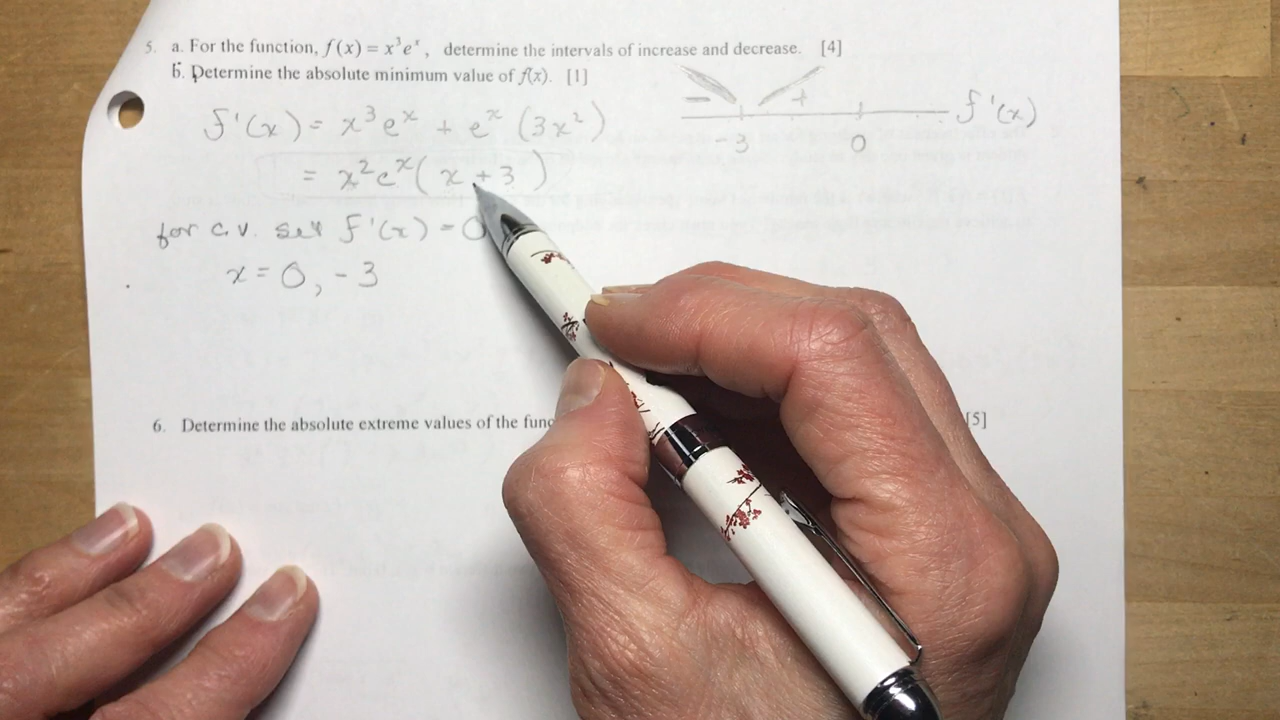 5. a. For the function, f(x) = x³eˣ, determine the intervals of increase and decrease. [4]
b. Determine the absolute minimum value of f(x). [1]
f'(x) = x³eˣ + eˣ (3x²)
= x²eˣ( x + 3 )
for c.v. set f'(x) = 0
x = 0, -3
− + f'(x)
-3 0
6. Determine the absolute extreme values of the func [5]